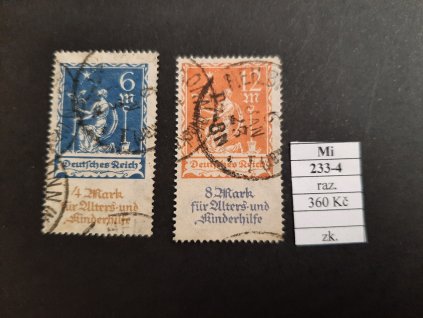 6
M
Deutsches Reich
4 Mark
für Alters- und
Kinderhilfe
12
M
Deutsches Reich
8 Mark
für Alters- und
Kinderhilfe
Mi
233-4
raz.
360 Kč
zk.